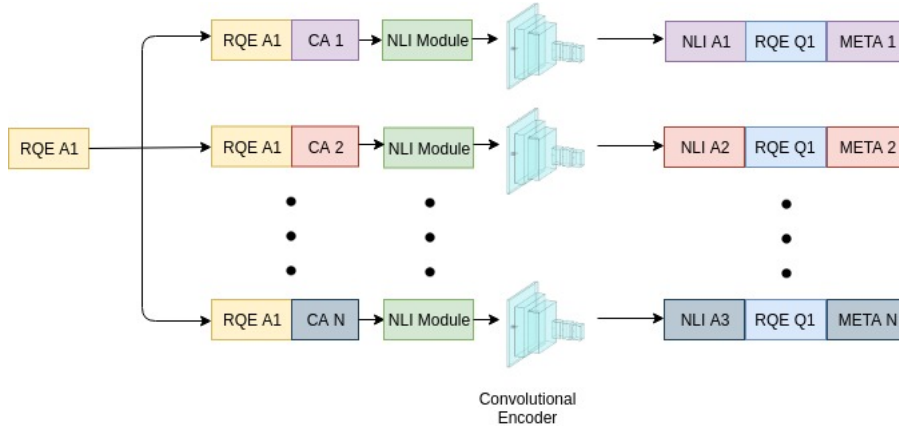 RQE A1 CA 1 NLI Module NLI A1 RQE Q1 META 1
RQE A1 RQE A1 CA 2 NLI Module NLI A2 RQE Q1 META 2
RQE A1 CA N NLI Module NLI A3 RQE Q1 META N
Convolutional
Encoder